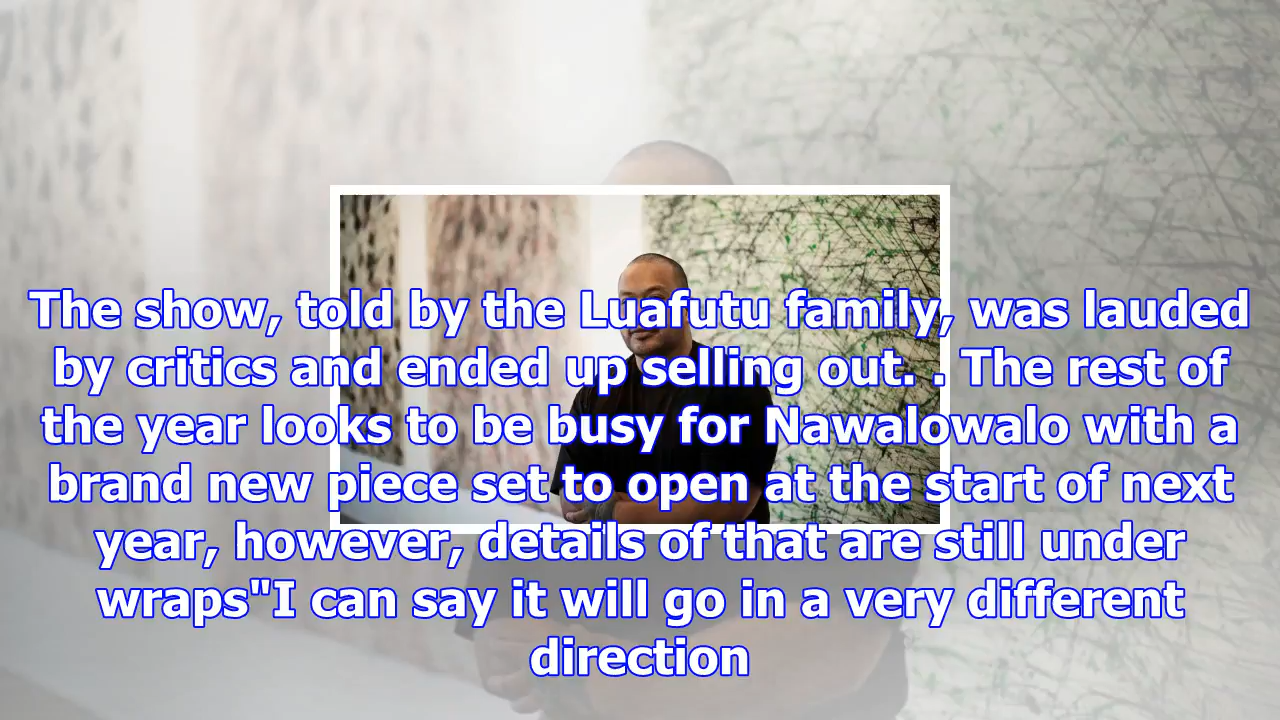 The show, told by the Luafutu family, was lauded
by critics and ended up selling out. . The rest of
the year looks to be busy for Nawalowalo with a
brand new piece set to open at the start of next
year, however, details of that are still under
wraps"I can say it will go in a very different
direction